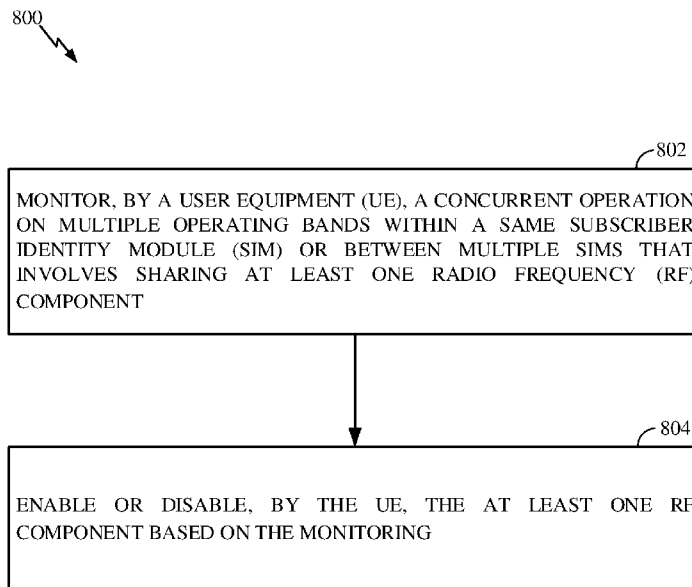 800
802
MONITOR, BY A USER EQUIPMENT (UE), A CONCURRENT OPERATION
ON MULTIPLE OPERATING BANDS WITHIN A SAME SUBSCRIBER
IDENTITY MODULE (SIM) OR BETWEEN MULTIPLE SIMS THAT
INVOLVES SHARING AT LEAST ONE RADIO FREQUENCY (RF)
COMPONENT
804
ENABLE OR DISABLE, BY THE UE, THE AT LEAST ONE RF
COMPONENT BASED ON THE MONITORING